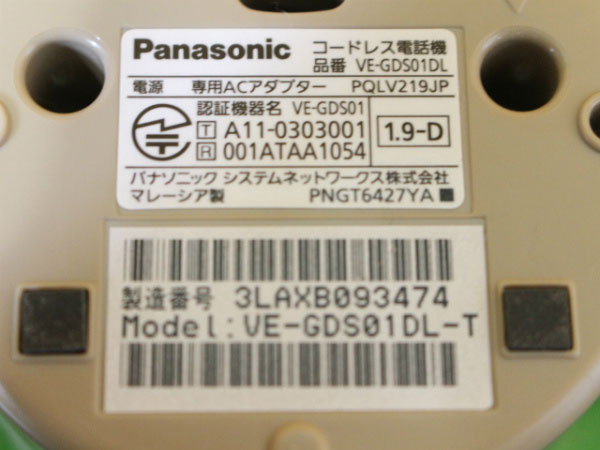 Panasonic コードレス電話機
品番 VE-GDS01DL
電源 専用ACアダプター PQLV219JP
認証機器名 VE-GDS01
T A11-0303001
R 001ATAA1054
1.9-D
パナソニック システムネットワークス株式会社
マレーシア製 PNGT6427YA ■
製造番号 3LAXB093474
Model:VE-GDS01DL-T